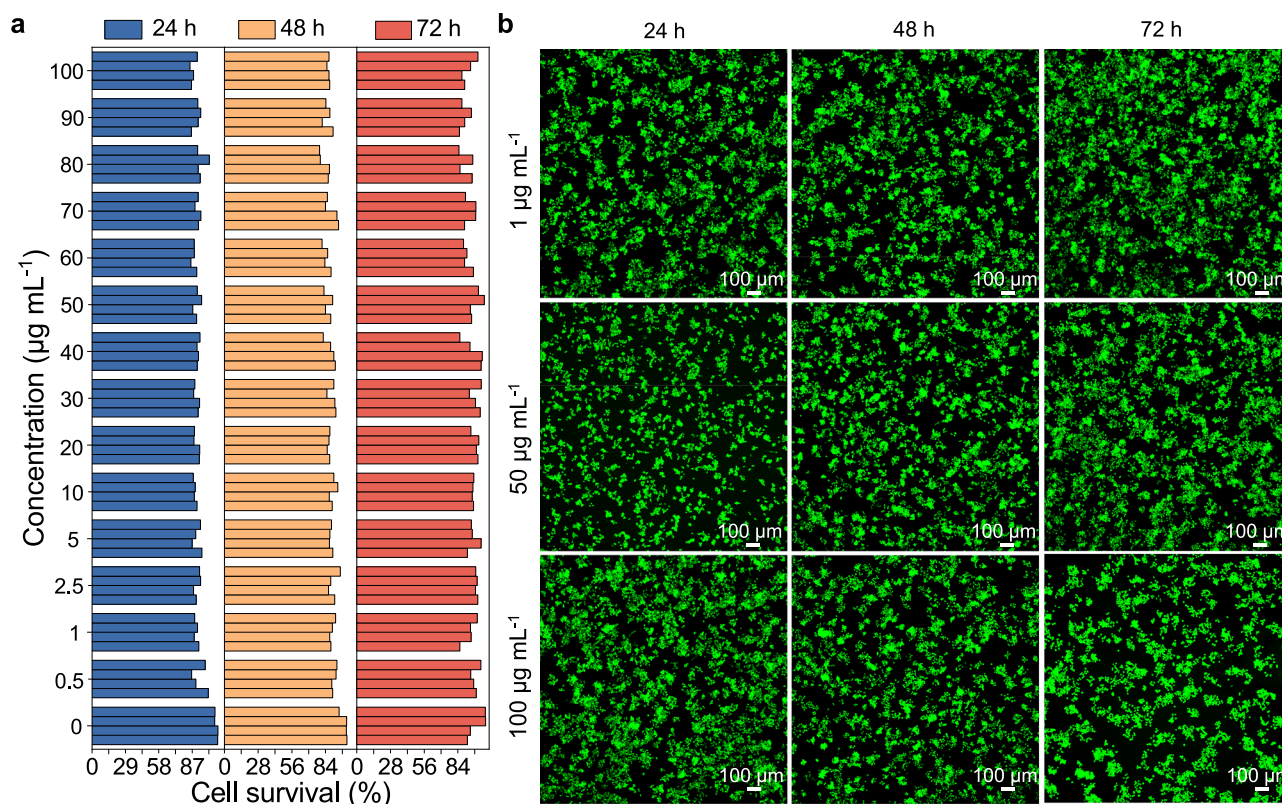 a
24 h
48 h
72 h
Concentration (µg mL⁻¹)
100
90
80
70
60
50
40
30
20
10
5
2.5
1
0.5
0
0 29 58 87
0 28 56 84
0 28 56 84
Cell survival (%)
b
24 h
48 h
72 h
1 µg mL⁻¹
100 µm
100 µm
100 µm
50 µg mL⁻¹
100 µm
100 µm
100 µm
100 µg mL⁻¹
100 µm
100 µm
100 µm